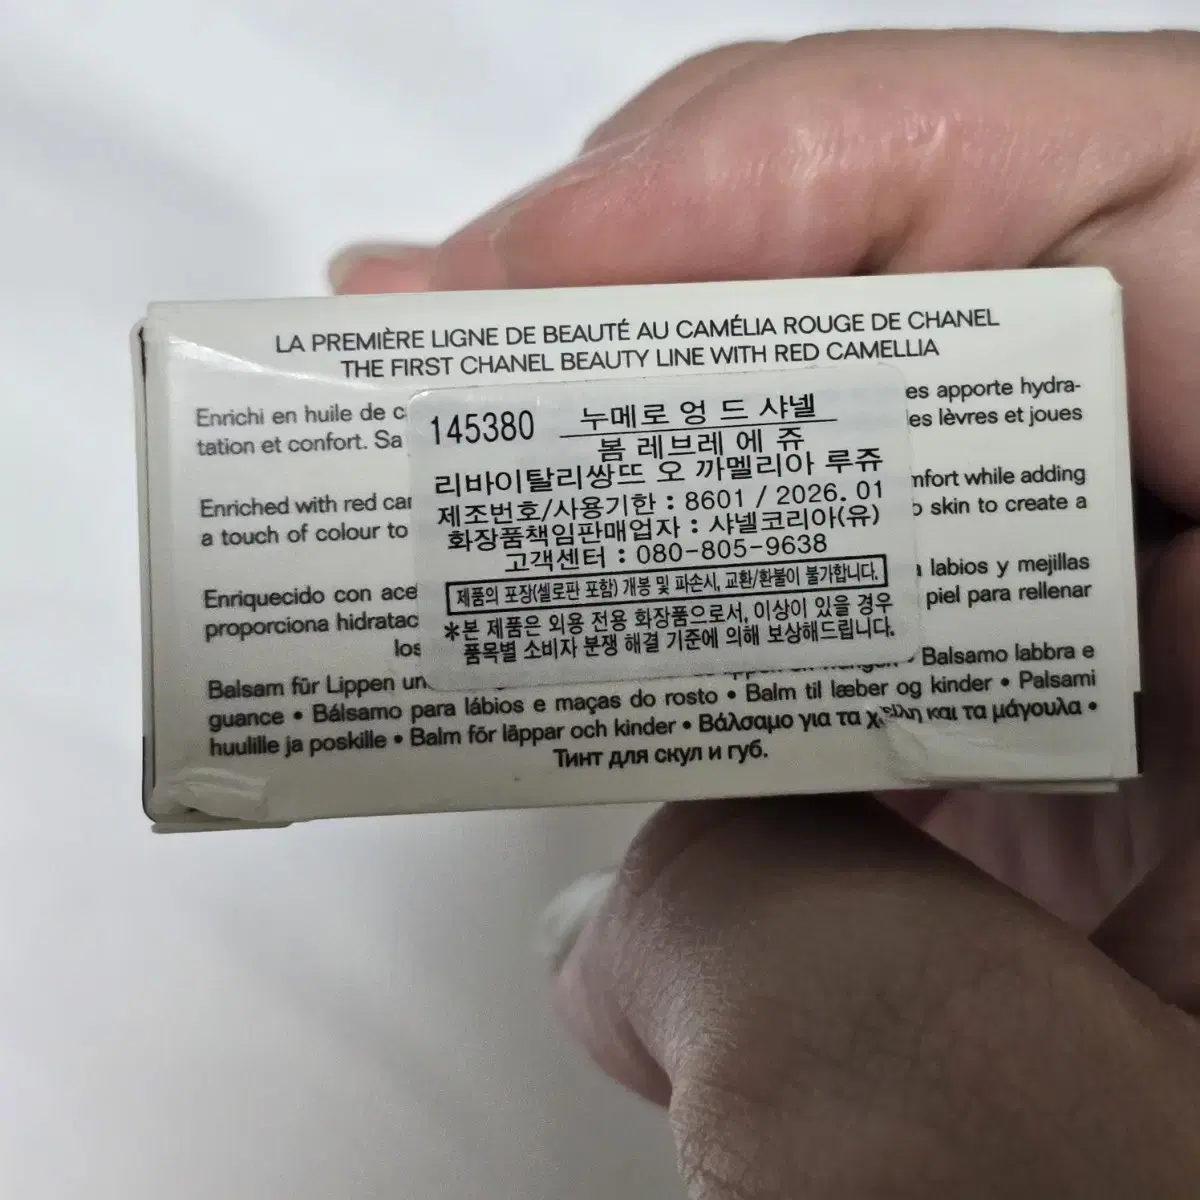 LA PREMIÈRE LIGNE DE BEAUTÉ AU CAMÉLIA ROUGE DE CHANEL
THE FIRST CHANEL BEAUTY LINE WITH RED CAMELLIA
Enrichi en huile de
es apporte hydra-
tation et confort. Sa
les lèvres et joues
Enriched with red
mfort while adding
a touch of colour to
skin to create a
Enriquecido con
labios y mejillas
proporciona
piel para rellenar
los
145380 누메로 엉 드 샤넬
봄 레브레 에 쥬
리바이탈리쌍뜨 오 까멜리아 루쥬
제조번호/사용기한 : 8601 / 2026. 01
화장품책임판매업자 : 샤넬코리아(유)
고객센터 : 080-805-9638
제품의 포장(셀로판 포함) 개봉 및 파손시, 교환/환불이 불가합니다.
*본 제품은 외용 전용 화장품으로서, 이상이 있을 경우
품목별 소비자 분쟁 해결 기준에 의해 보상해드립니다.
Balsam für Lippen
• Balsamo labbra e
guance • Bálsamo para lábios e maças do rosto • Balm til læber og kinder • Palsami
huulille ja poskille • Balm för läppar och kinder • Βάλσαμο για τα χείλη και τα μάγουλα •
Тинт для скул и губ.